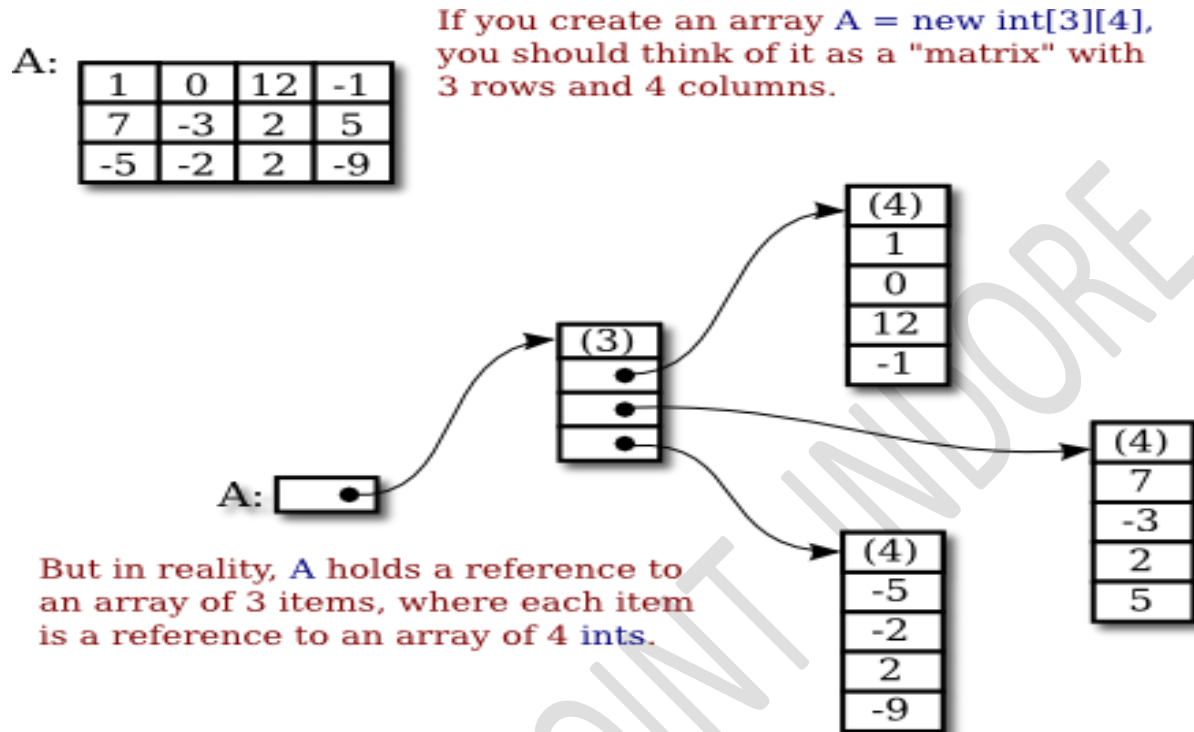 If you create an array A = new int[3][4],
you should think of it as a "matrix" with
3 rows and 4 columns.
A:
1 0 12 -1
7 -3 2 5
-5 -2 2 -9
(4)
1
0
12
-1
(3)
(4)
7
-3
2
5
A:
(4)
-5
-2
2
-9
But in reality, A holds a reference to
an array of 3 items, where each item
is a reference to an array of 4 ints.
OINT INDORE